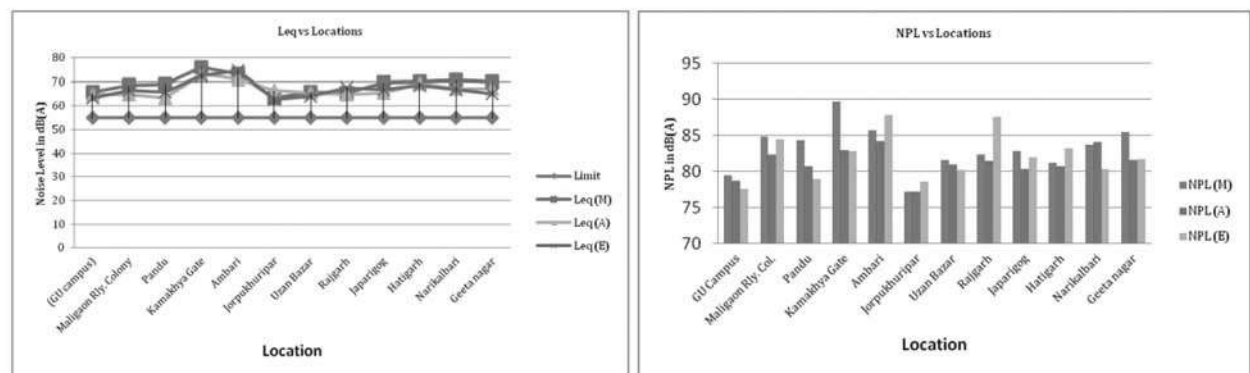 Leq vs Locations
Noise Level in dB(A)
80
70
60
50
40
30
20
10
0
(GU campus)
Maligaon Rly. Colony
Pandu
Kamakhya Gate
Ambari
Jorpukhuripar
Uzan Bazar
Rajgarh
Japarigog
Hatigarh
Narikalbari
Geeta nagar
Location
Limit
Leq (M)
Leq (A)
Leq (E)
NPL vs Locations
NPL in dB(A)
95
90
85
80
75
70
GU Campus
Maligaon Rly. Col.
Pandu
Kamakhya Gate
Ambari
Jorpukhuripar
Uzan Bazar
Rajgarh
Japarigog
Hatigarh
Narikalbari
Geeta nagar
Location
NPL (M)
NPL (A)
NPL (E)